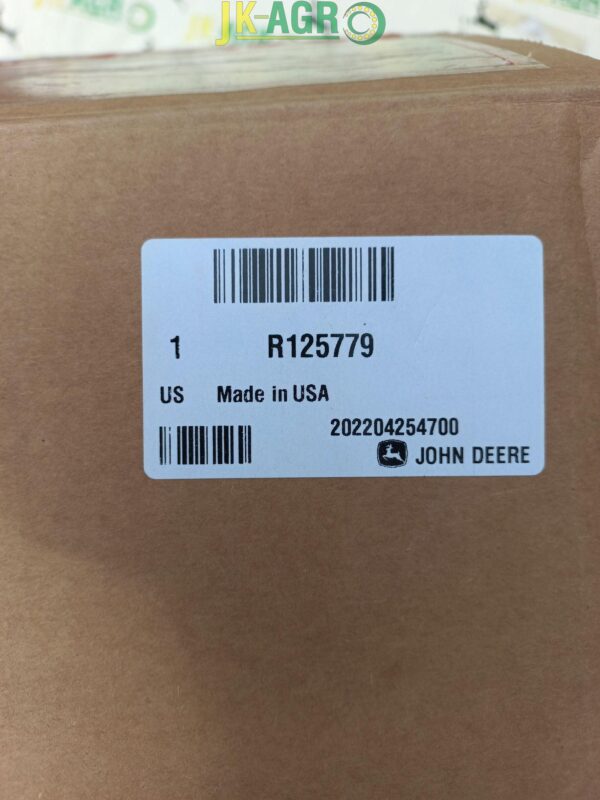 JK-AGRO
1 R125779
US Made in USA
202204254700
JOHN DEERE